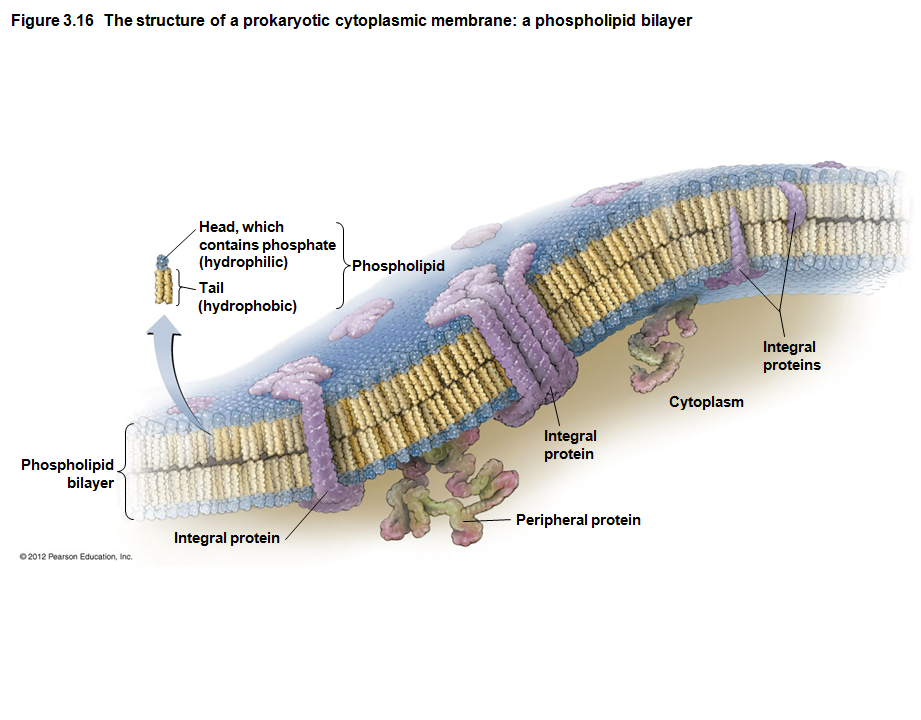 Figure 3.16 The structure of a prokaryotic cytoplasmic membrane: a phospholipid bilayer
Head, which
contains phosphate
(hydrophilic)
Phospholipid
Tail
(hydrophobic)
Integral
proteins
Cytoplasm
Integral
protein
Phospholipid
bilayer
Peripheral protein
Integral protein
© 2012 Pearson Education, Inc.